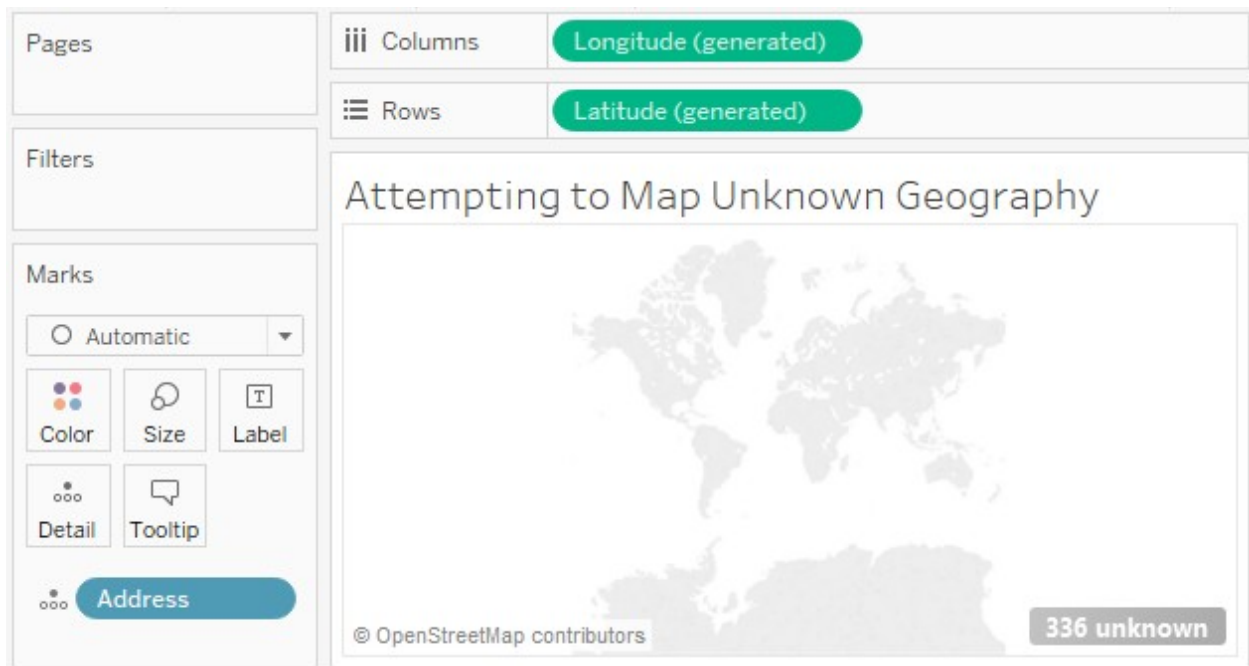 Pages
Columns
Longitude (generated)
Rows
Latitude (generated)
Filters
Attempting to Map Unknown Geography
Marks
Automatic
Color
Size
T
Label
Detail
Tooltip
Address
© OpenStreetMap contributors
336 unknown